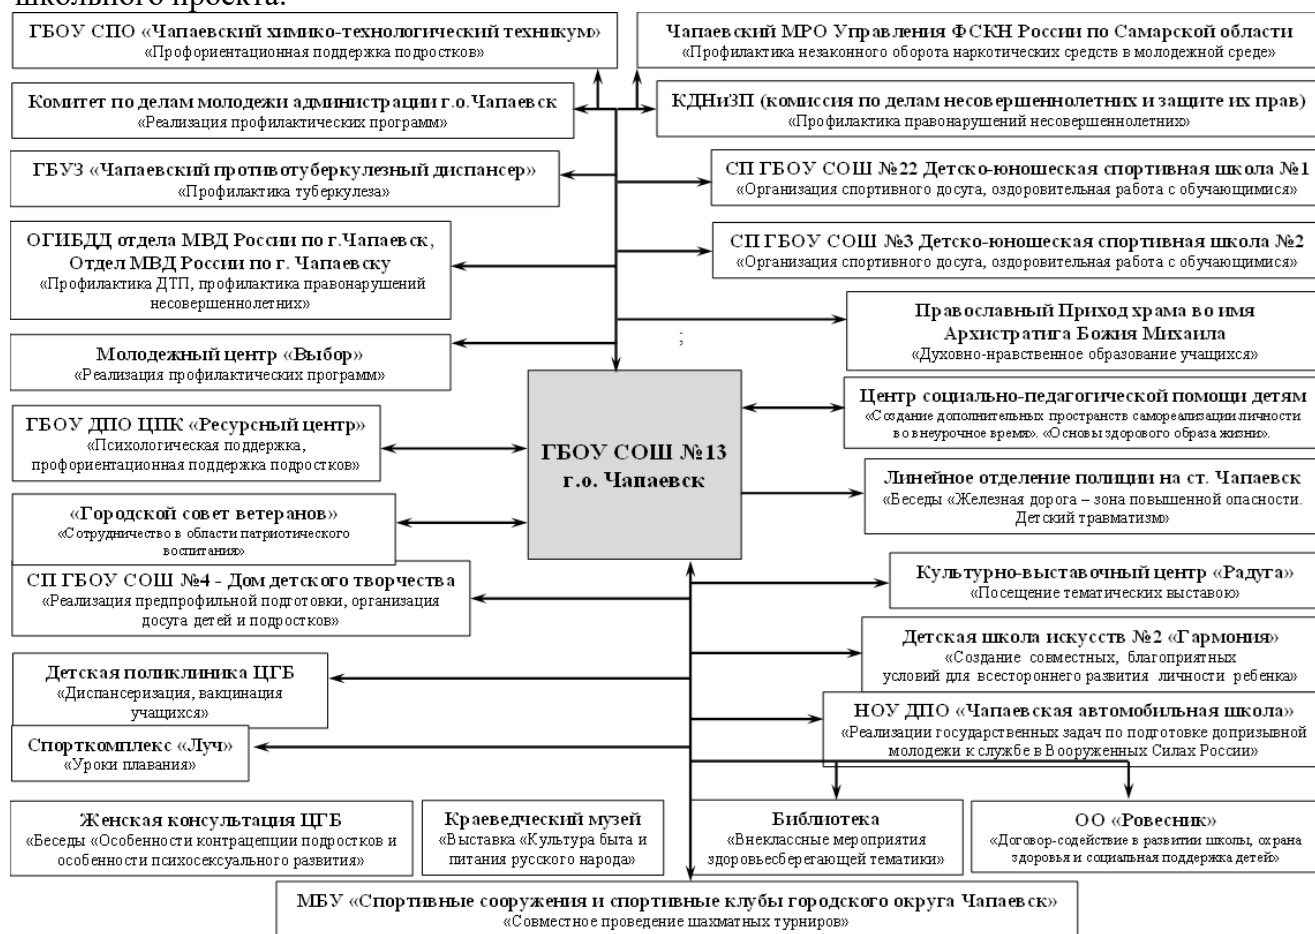 школьного проекта.
ГБОУ СПО «Чапаевский химико-технологический техникум»
«Профориентационная поддержка подростков»
Чапаевский МРО Управления ФСКН России по Самарской области
«Профилактика незаконного оборота наркотических средств в молодежной среде»
Комитет по делам молодежи администрации г.о.Чапаевск
«Реализация профилактических программ»
КДНиЗП (комиссия по делам несовершеннолетних и защите их прав)
«Профилактика правонарушений несовершеннолетних»
ГБУЗ «Чапаевский противотуберкулезный диспансер»
«Профилактика туберкулеза»
СП ГБОУ СОШ №22 Детско-юношеская спортивная школа №1
«Организация спортивного досуга, оздоровительная работа с обучающимися»
ОГИБДД отдела МВД России по г.Чапаевск,
Отдел МВД России по г. Чапаевску
«Профилактика ДТП, профилактика правонарушений
несовершеннолетних»
СП ГБОУ СОШ №3 Детско-юношеская спортивная школа №2
«Организация спортивного досуга, оздоровительная работа с обучающимися»
Православный Приход храма во имя
Архистратига Божия Михаила
«Духовно-нравственное образование учащихся»
;
Молодежный центр «Выбор»
«Реализация профилактических программ»
Центр социально-педагогической помощи детям
«Создание дополнительных пространств самореализации личности
во внеурочное время». «Основы здорового образа жизни».
ГБОУ ДПО ЦПК «Ресурсный центр»
«Психологическая поддержка,
профориентационная поддержка подростков»
ГБОУ СОШ №13
г.о. Чапаевск
Линейное отделение полиции на ст. Чапаевск
«Беседы «Железная дорога – зона повышенной опасности.
Детский травматизм»
«Городской совет ветеранов»
«Сотрудничество в области патриотического
воспитания»
СП ГБОУ СОШ №4 - Дом детского творчества
«Реализация предпрофильной подготовки, организация
досуга детей и подростков»
Культурно-выставочный центр «Радуга»
«Посещение тематических выставою»
Детская школа искусств №2 «Гармония»
«Создание совместных, благоприятных
условий для всестороннего развития личности ребенка»
Детская поликлиника ЦГБ
«Диспансеризация, вакцинация
учащихся»
НОУ ДПО «Чапаевская автомобильная школа»
«Реализации государственных задач по подготовке допризывной
молодежи к службе в Вооруженных Силах России»
Спорткомплекс «Луч»
«Уроки плавания»
Женская консультация ЦГБ
«Беседы «Особенности контрацепции подростков и
особенности психосексуального развития»
Краеведческий музей
«Выставка «Культура быта и
питания русского народа»
Библиотека
«Внеклассные мероприятия
здоровьесберегающей тематики»
ОО «Ровесник»
«Договор-содействие в развитии школы, охрана
здоровья и социальная поддержка детей»
МБУ «Спортивные сооружения и спортивные клубы городского округа Чапаевск»
«Совместное проведение шахматных турниров»